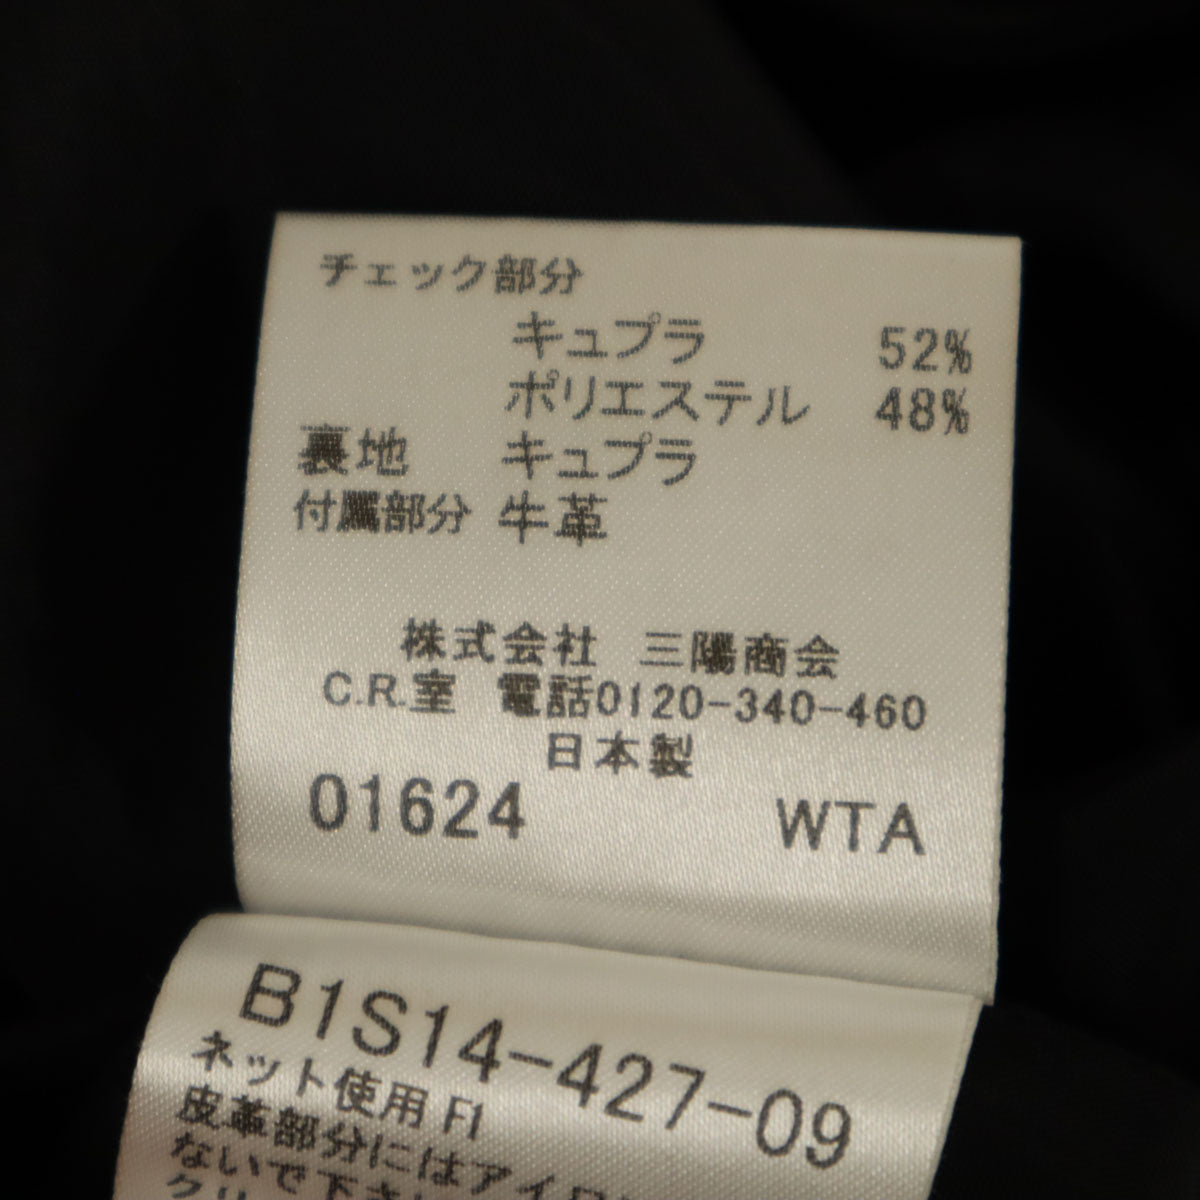 チェック部分
キュプラ 52%
ポリエステル 48%
裏地 キュプラ
付属部分 牛革
株式会社 三陽商会
C.R.室 電話0120-340-460
日本製
01624 WTA
B1S14-427-09
ネット使用 F1
皮革部分にはアイロ
ないで下さ
クリ